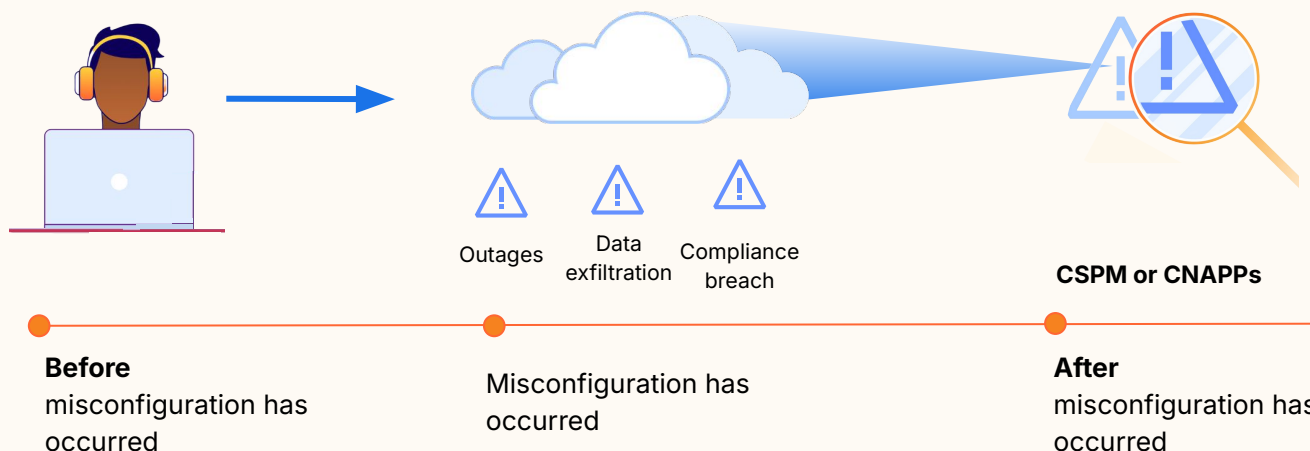 Outages
Data
exfiltration
Compliance
breach
CSPM or CNAPPs
Before
misconfiguration has
occurred
Misconfiguration has
occurred
After
misconfiguration has
occurred